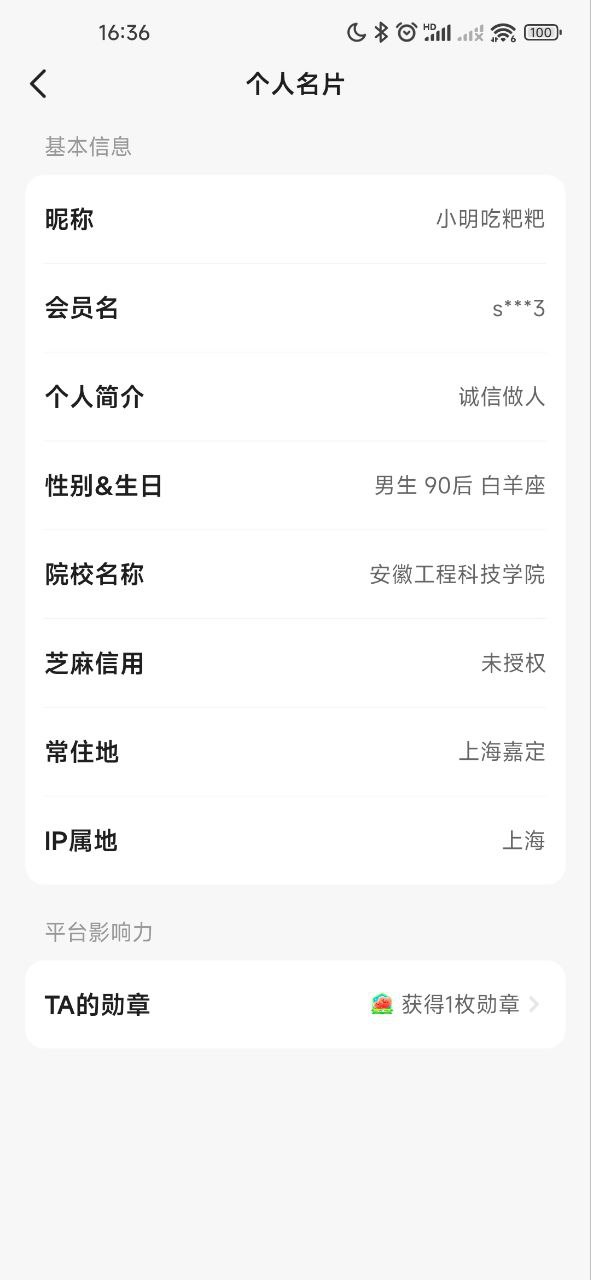 16:36
HD
6
100
个人名片
基本信息
昵称 小明吃粑粑
会员名 s***3
个人简介 诚信做人
性别&生日 男生 90后 白羊座
院校名称 安徽工程科技学院
芝麻信用 未授权
常住地 上海嘉定
IP属地 上海
平台影响力
TA的勋章 获得1枚勋章